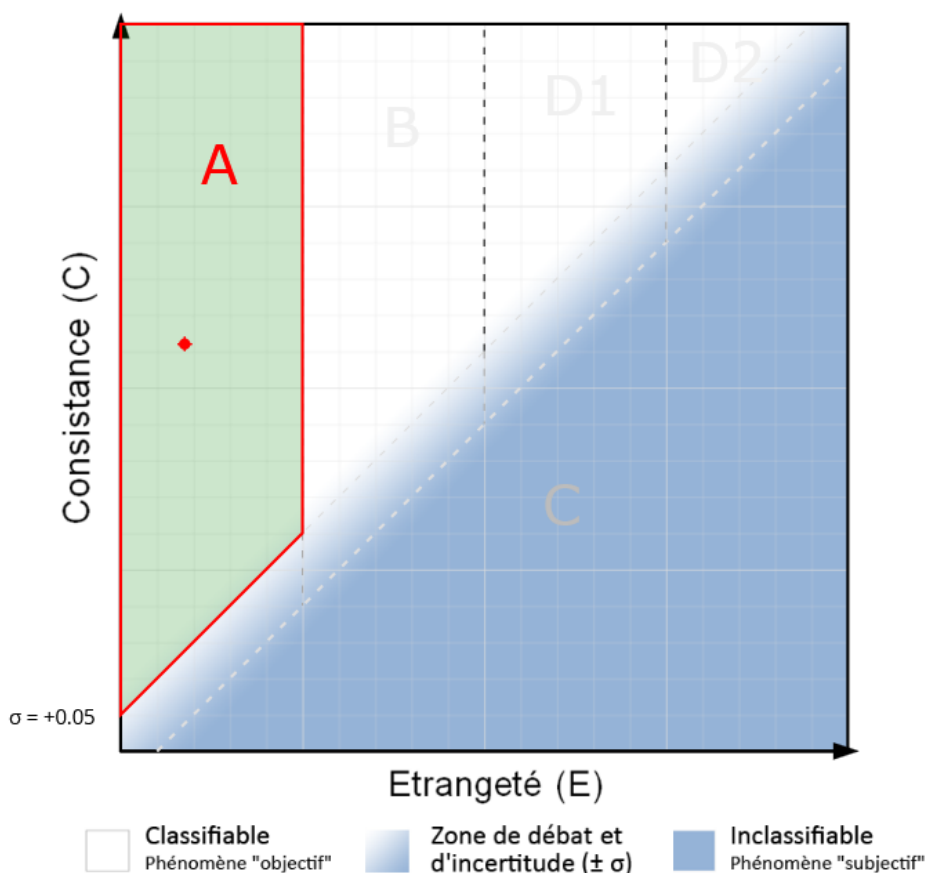 D2
D1
B
A
Consistance (C)
C
σ = +0.05
Etrangeté (E)
Classifiable
Phénomène "objectif"
Zone de débat et
d'incertitude (± σ)
Inclassifiable
Phénomène "subjectif"